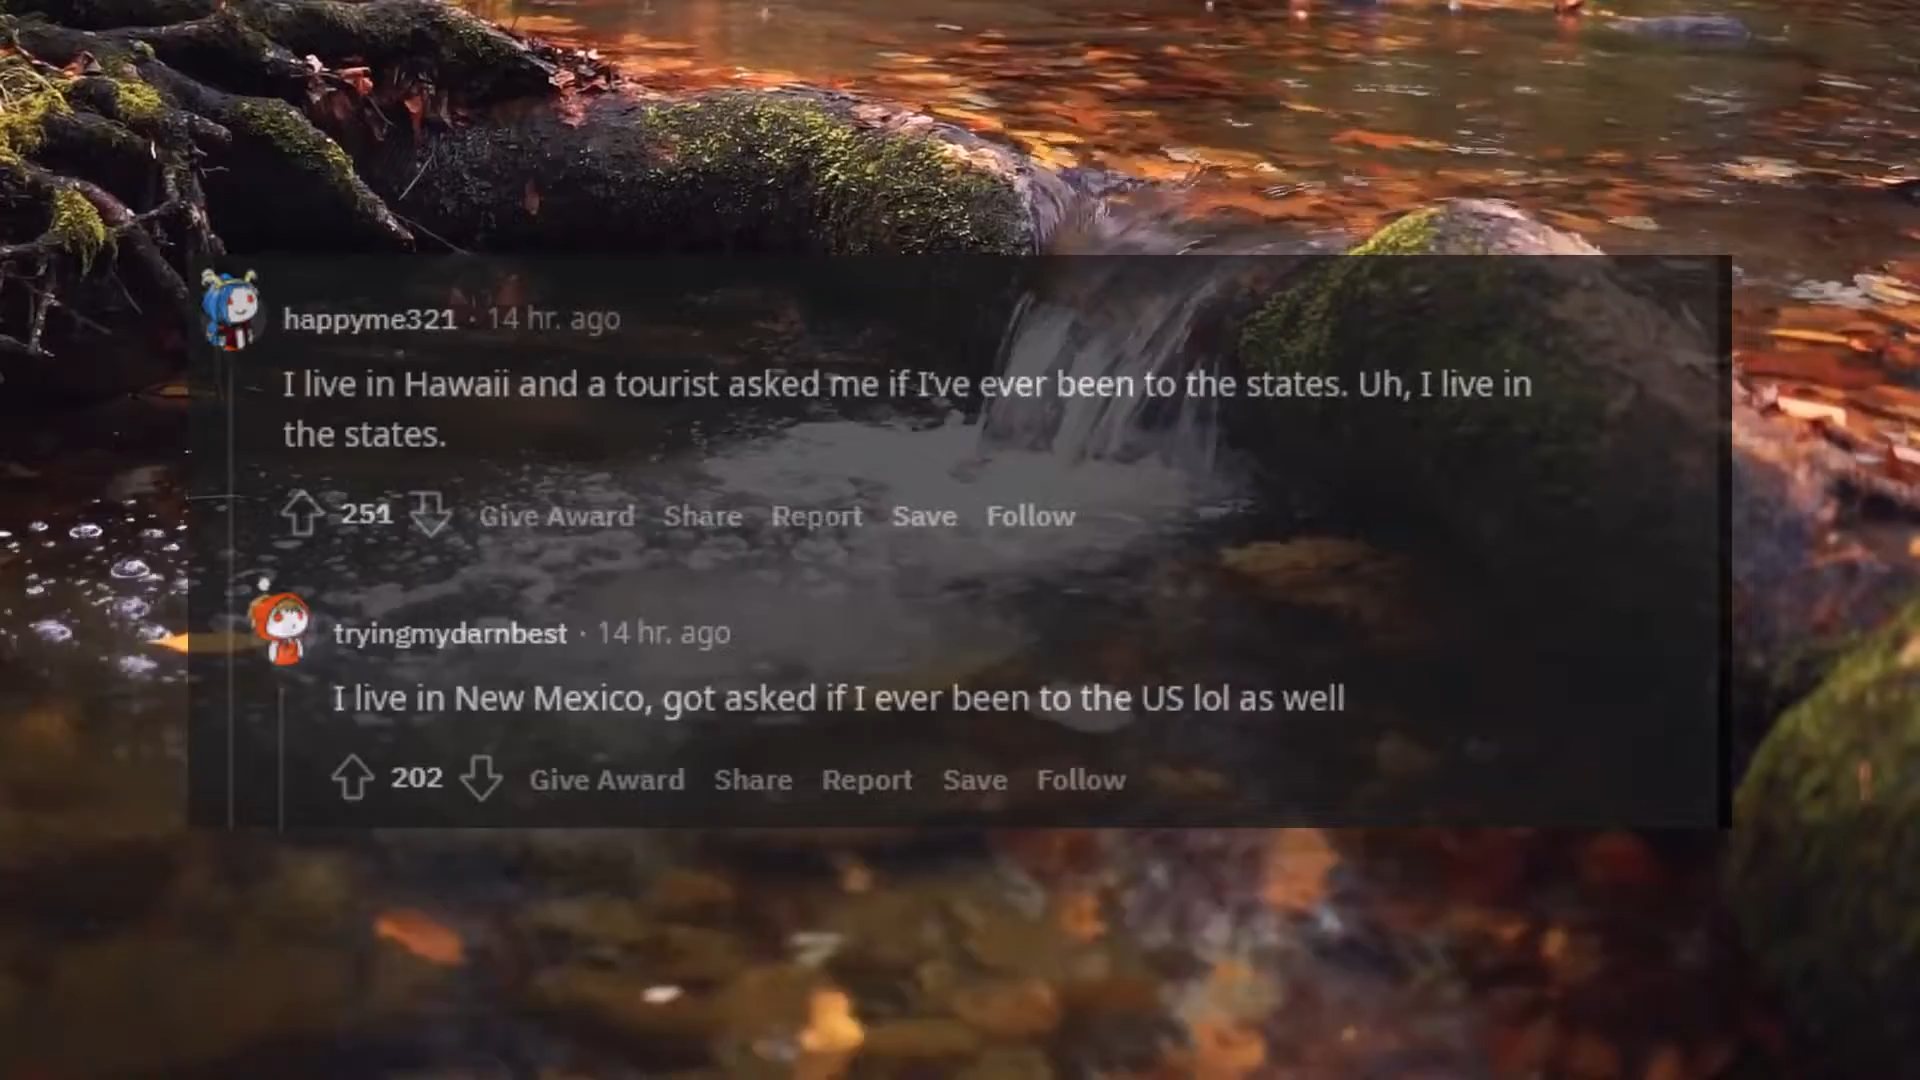 happyme321 · 14 hr. ago
I live in Hawaii and a tourist asked me if I've ever been to the states. Uh, I live in
the states.
251 Give Award Share Report Save Follow
tryingmydarnbest · 14 hr. ago
I live in New Mexico, got asked if I ever been to the US lol as well
202 Give Award Share Report Save Follow